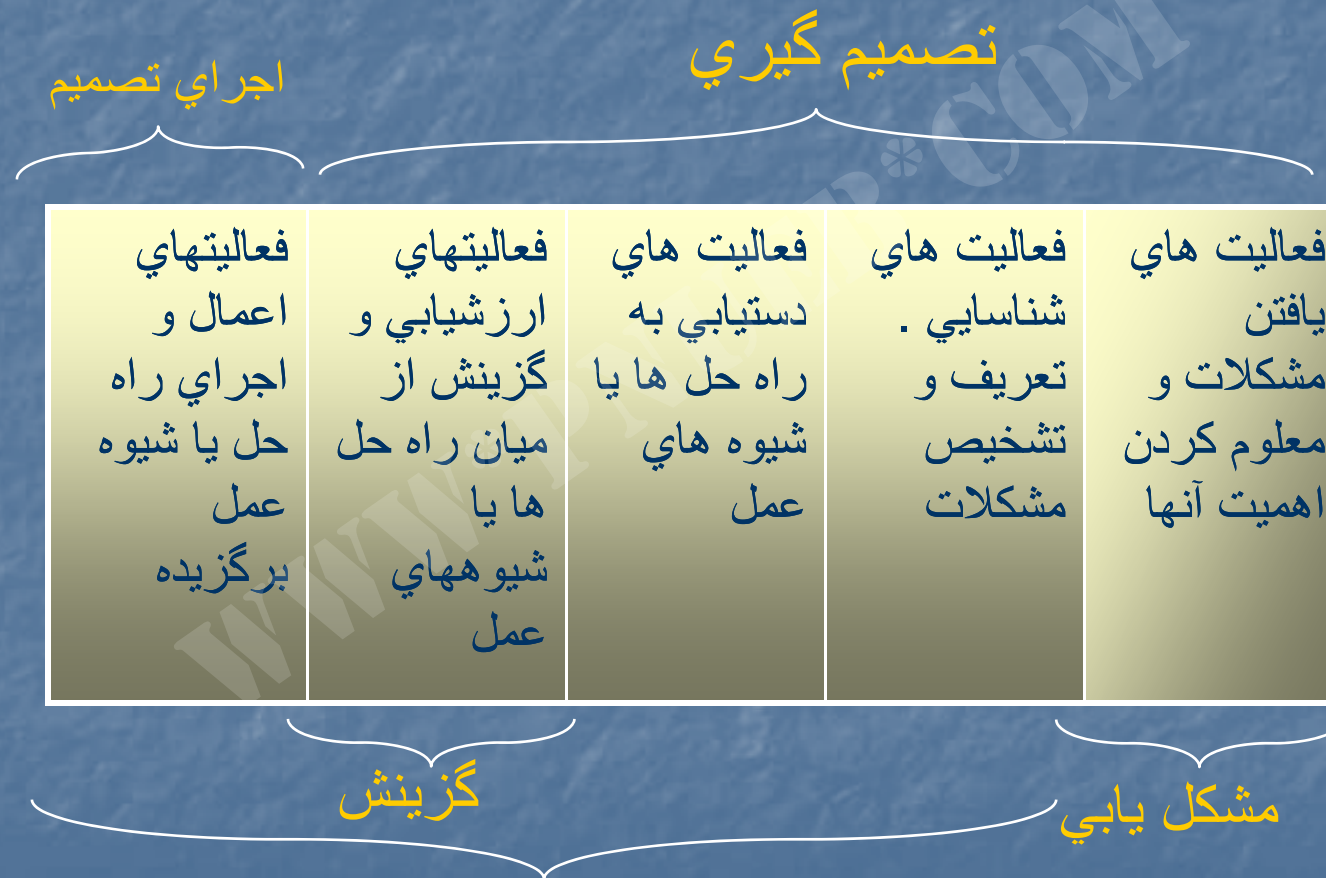 تصميم گيري
اجراي تصميم
فعاليت هاي
يافتن
مشكلات و
معلوم كردن
اهميت آنها
فعاليت هاي
شناسايي .
تعريف و
تشخيص
مشكلات
فعاليت هاي
دستيابي به
راه حل ها يا
شيوه هاي
عمل
فعاليتهاي
ارزشيابي و
گزينش از
ميان راه حل
ها يا
شيوههاي
عمل
فعاليتهاي
اعمال و
اجراي راه
حل يا شيوه
عمل
برگزيده
مشكل يابي
گزينش